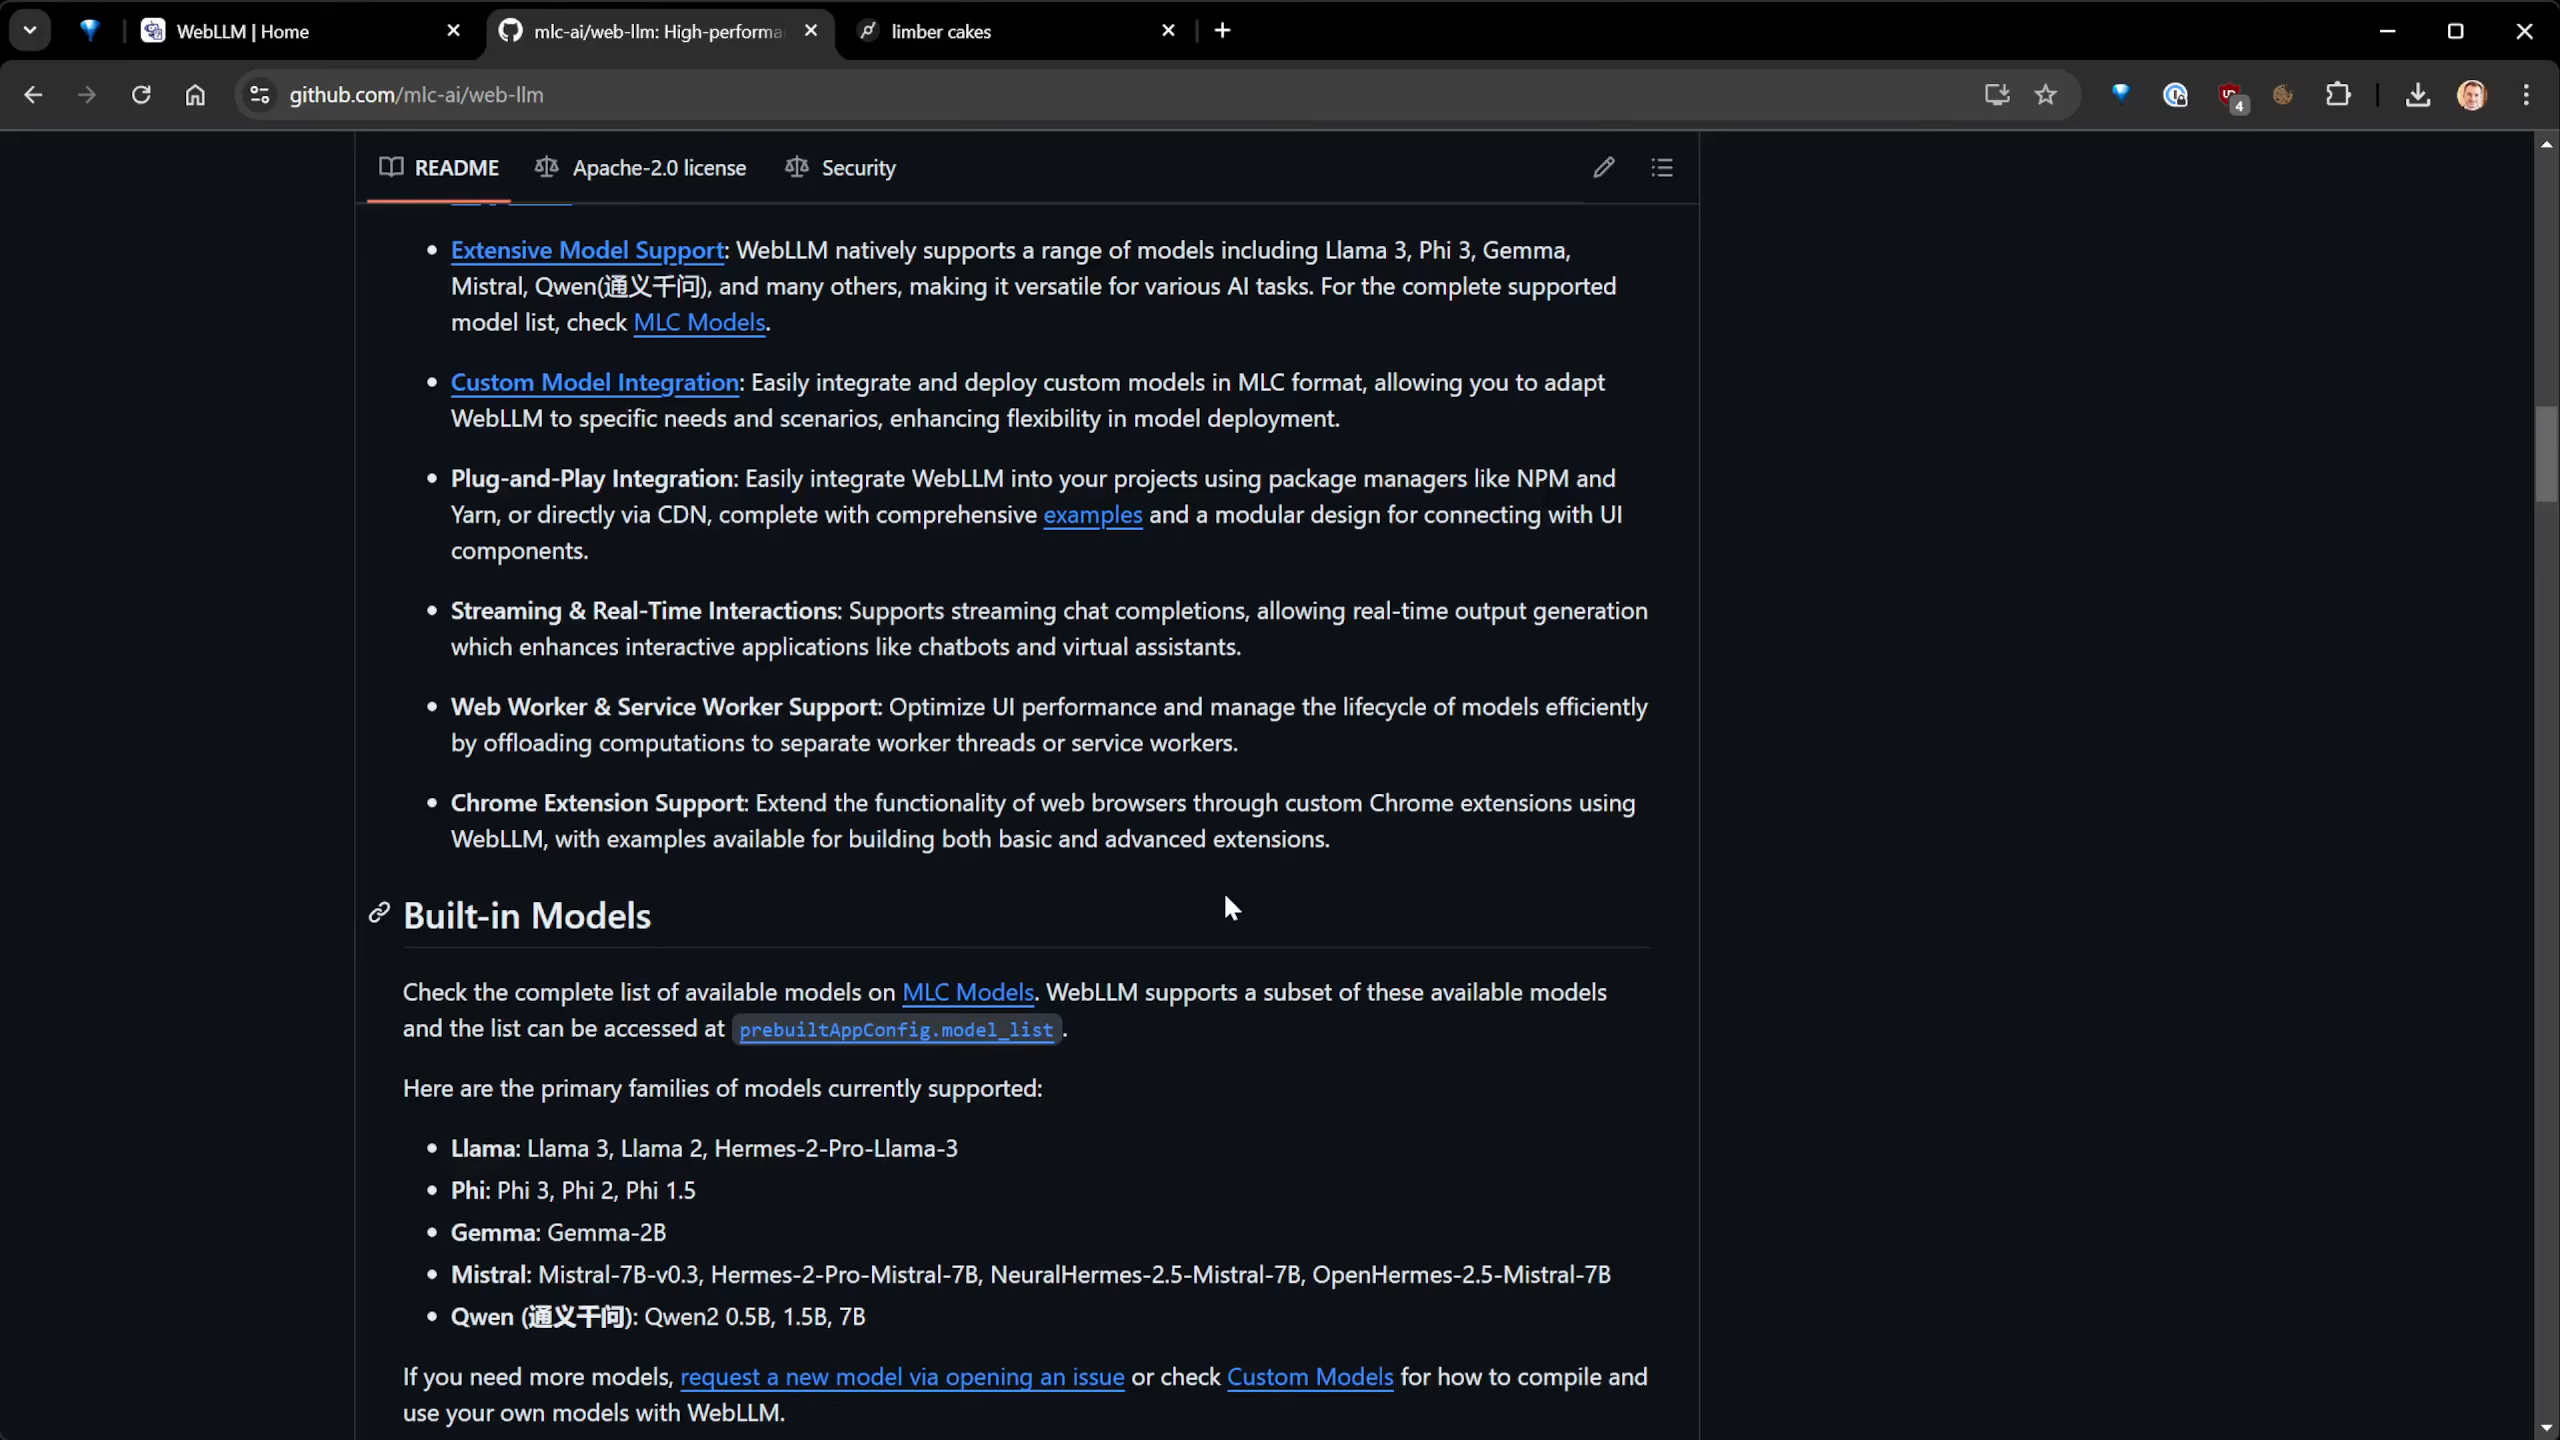 WebLLM | Home
mlc-ai/web-llm: High-performa
limber cakes
github.com/mlc-ai/web-llm
4
README
Apache-2.0 license
Security
Extensive Model Support: WebLLM natively supports a range of models including Llama 3, Phi 3, Gemma,
Mistral, Qwen(通义千问), and many others, making it versatile for various AI tasks. For the complete supported
model list, check MLC Models.
Custom Model Integration: Easily integrate and deploy custom models in MLC format, allowing you to adapt
WebLLM to specific needs and scenarios, enhancing flexibility in model deployment.
Plug-and-Play Integration: Easily integrate WebLLM into your projects using package managers like NPM and
Yarn, or directly via CDN, complete with comprehensive examples and a modular design for connecting with UI
components.
Streaming & Real-Time Interactions: Supports streaming chat completions, allowing real-time output generation
which enhances interactive applications like chatbots and virtual assistants.
Web Worker & Service Worker Support: Optimize UI performance and manage the lifecycle of models efficiently
by offloading computations to separate worker threads or service workers.
Chrome Extension Support: Extend the functionality of web browsers through custom Chrome extensions using
WebLLM, with examples available for building both basic and advanced extensions.
Built-in Models
Check the complete list of available models on MLC Models. WebLLM supports a subset of these available models
and the list can be accessed at prebuiltAppConfig.model_list.
Here are the primary families of models currently supported:
Llama: Llama 3, Llama 2, Hermes-2-Pro-Llama-3
Phi: Phi 3, Phi 2, Phi 1.5
Gemma: Gemma-2B
Mistral: Mistral-7B-v0.3, Hermes-2-Pro-Mistral-7B, NeuralHermes-2.5-Mistral-7B, OpenHermes-2.5-Mistral-7B
Qwen (通义千问): Qwen2 0.5B, 1.5B, 7B
If you need more models, request a new model via opening an issue or check Custom Models for how to compile and
use your own models with WebLLM.